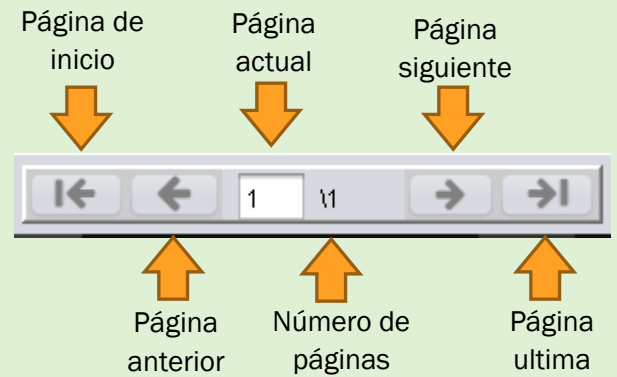 Página de
inicio
Página
actual
Página
siguiente
1 \1
Página
anterior
Número de
páginas
Página
ultima